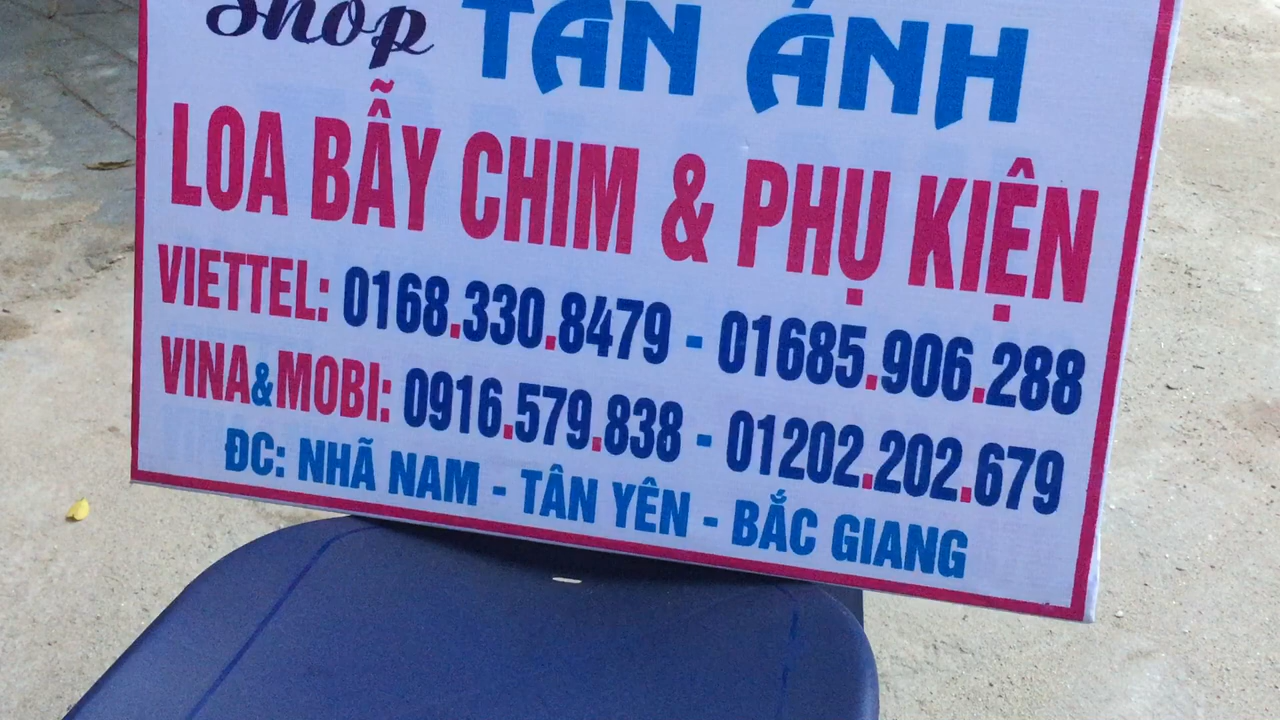 Shop TÂN ÁNH
LOA BẪY CHIM & PHỤ KIỆN
VIETTEL: 0168.330.8479 - 01685.906.288
VINA&MOBI: 0916.579.838 - 01202.202.679
ĐC: NHÃ NAM - TÂN YÊN - BẮC GIANG